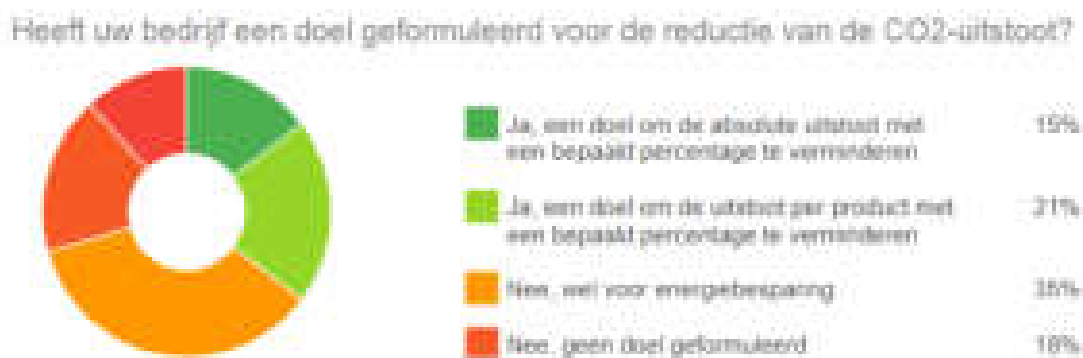 Heeft uw bedrijf een doel geformuleerd voor de reductie van de CO2-uitstoot?
Ja, een doel om de absolute uitstoot met 15%
een bepaald percentage te verminderen
Ja, een doel om de uitstoot per product met 21%
een bepaald percentage te verminderen
Nee, wel voor energiebesparing 35%
Nee, geen doel geformuleerd 18%